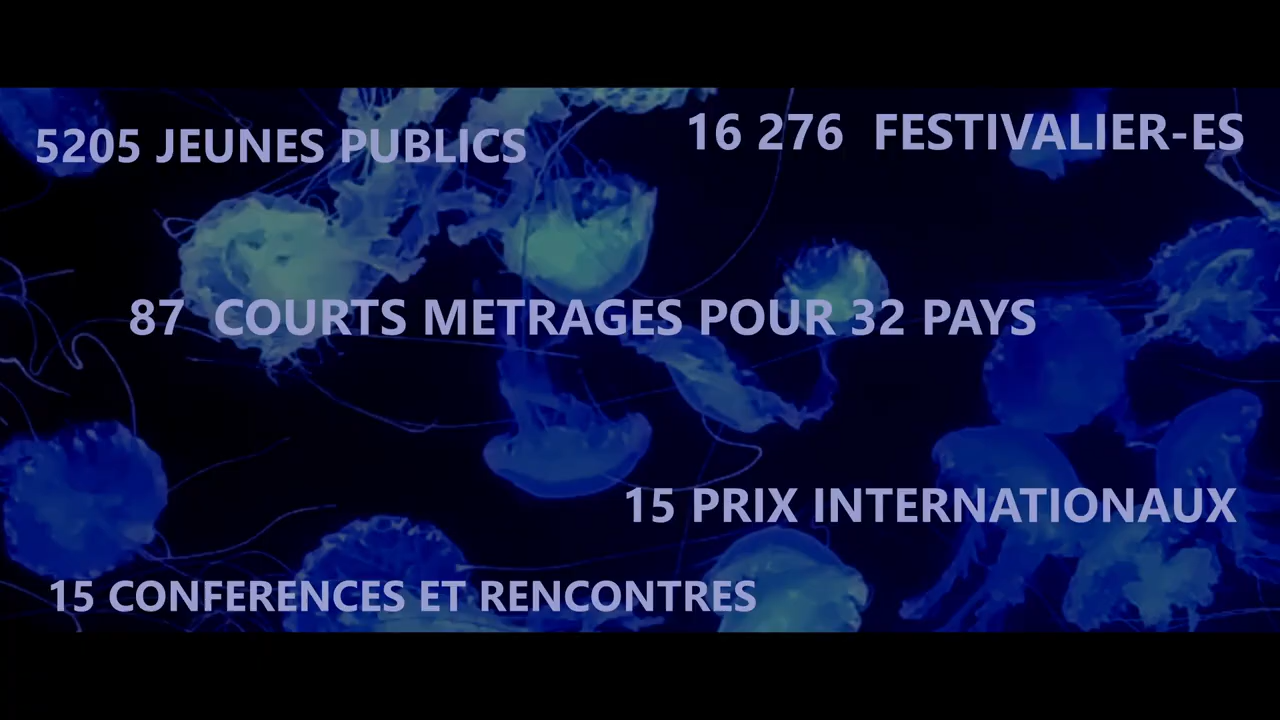 5205 JEUNES PUBLICS
16 276 FESTIVALIER-ES
87 COURTS METRAGES POUR 32 PAYS
15 PRIX INTERNATIONAUX
15 CONFERENCES ET RENCONTRES